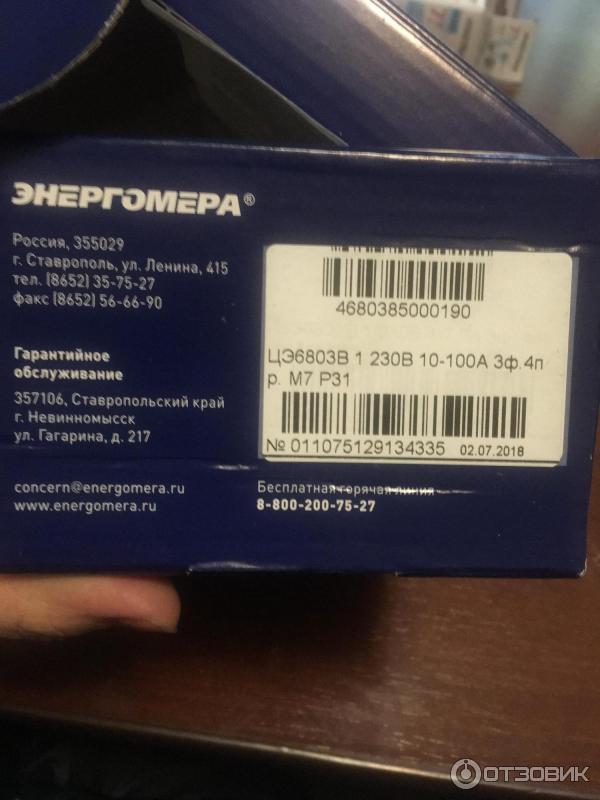 ЭНЕРГОМЕРА®
Россия, 355029
г. Ставрополь, ул. Ленина, 415
тел. (8652) 35-75-27
факс (8652) 56-66-90
Гарантийное
обслуживание
357106, Ставропольский край
г. Невинномысск
ул. Гагарина, д. 217
concern@energomera.ru
www.energomera.ru
4680385000190
ЦЭ6803В 1 230В 10-100А 3ф.4п
р. М7 Р31
№ 011075129134335 02.07.2018
Бесплатная горячая линия
8-800-200-75-27
ОТЗОВИК